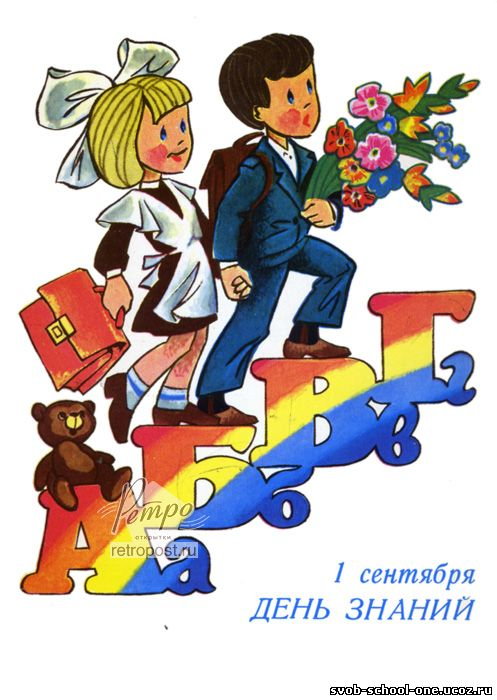 Г г
В в
Б б
А а
Ретро
открытки
retropost.ru
1 сентября
ДЕНЬ ЗНАНИЙ
svob-school-one.ucoz.ru